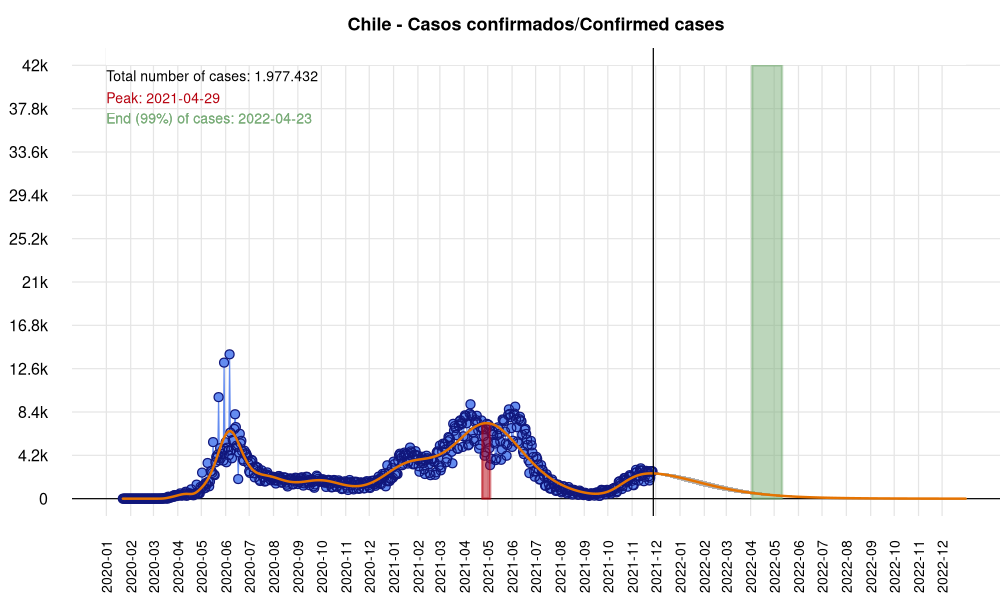 Chile - Casos confirmados/Confirmed cases
Total number of cases: 1.977.432
Peak: 2021-04-29
End (99%) of cases: 2022-04-23
42k
37.8k
33.6k
29.4k
25.2k
21k
16.8k
12.6k
8.4k
4.2k
0
2020-01
2020-02
2020-03
2020-04
2020-05
2020-06
2020-07
2020-08
2020-09
2020-10
2020-11
2020-12
2021-01
2021-02
2021-03
2021-04
2021-05
2021-06
2021-07
2021-08
2021-09
2021-10
2021-11
2021-12
2022-01
2022-02
2022-03
2022-04
2022-05
2022-06
2022-07
2022-08
2022-09
2022-10
2022-11
2022-12